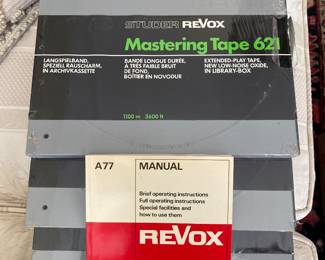 STUDER REVOX
Mastering Tape 621
LANGSPIELBAND,
SPEZIELL RAUSCHARM,
IN ARCHIVKASSETTE
BANDE LONGUE DURÉE,
À TRÈS FAIBLE BRUIT
DE FOND,
BOITIER EN NOVODUR
EXTENDED-PLAY TAPE,
NEW LOW-NOISE OXIDE,
IN LIBRARY-BOX
1100 m 3600 ft
A77 MANUAL
Brief operating instructions
Full operating instructions
Special facilities and
how to use them
REVOX